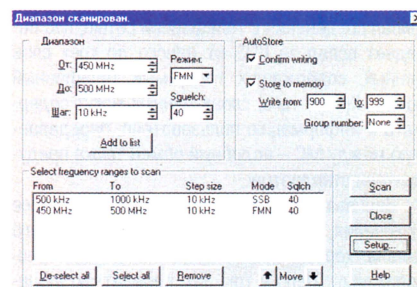 Диапазон сканирован.
Диапазон
От: 450 MHz
До: 500 MHz
Шаг: 10 kHz
Режим:
FMN
Sguelch:
40
Add to list
AutoStore
Confirm writing
Store to memory
Write from: 900 to: 999
Group number: None
Select frequency ranges to scan
From To Step size Mode Sqlch
500 kHz 1000 kHz 10 kHz SSB 40
450 MHz 500 MHz 10 kHz FMN 40
De-select all Select all Remove Move
Scan
Close
Setup...
Help